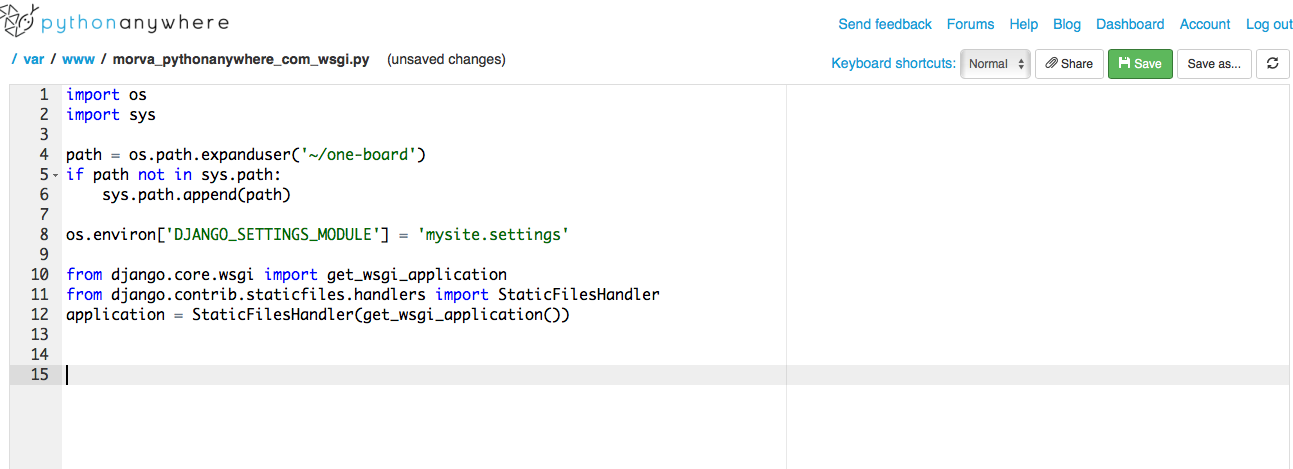 pythonanywhere
Send feedback Forums Help Blog Dashboard Account Log out
/ var / www / morva_pythonanywhere_com_wsgi.py (unsaved changes)
Keyboard shortcuts: Normal Share Save Save as...
1 import os
2 import sys
3
4 path = os.path.expanduser('~/one-board')
5 if path not in sys.path:
6     sys.path.append(path)
7
8 os.environ['DJANGO_SETTINGS_MODULE'] = 'mysite.settings'
9
10 from django.core.wsgi import get_wsgi_application
11 from django.contrib.staticfiles.handlers import StaticFilesHandler
12 application = StaticFilesHandler(get_wsgi_application())
13
14
15